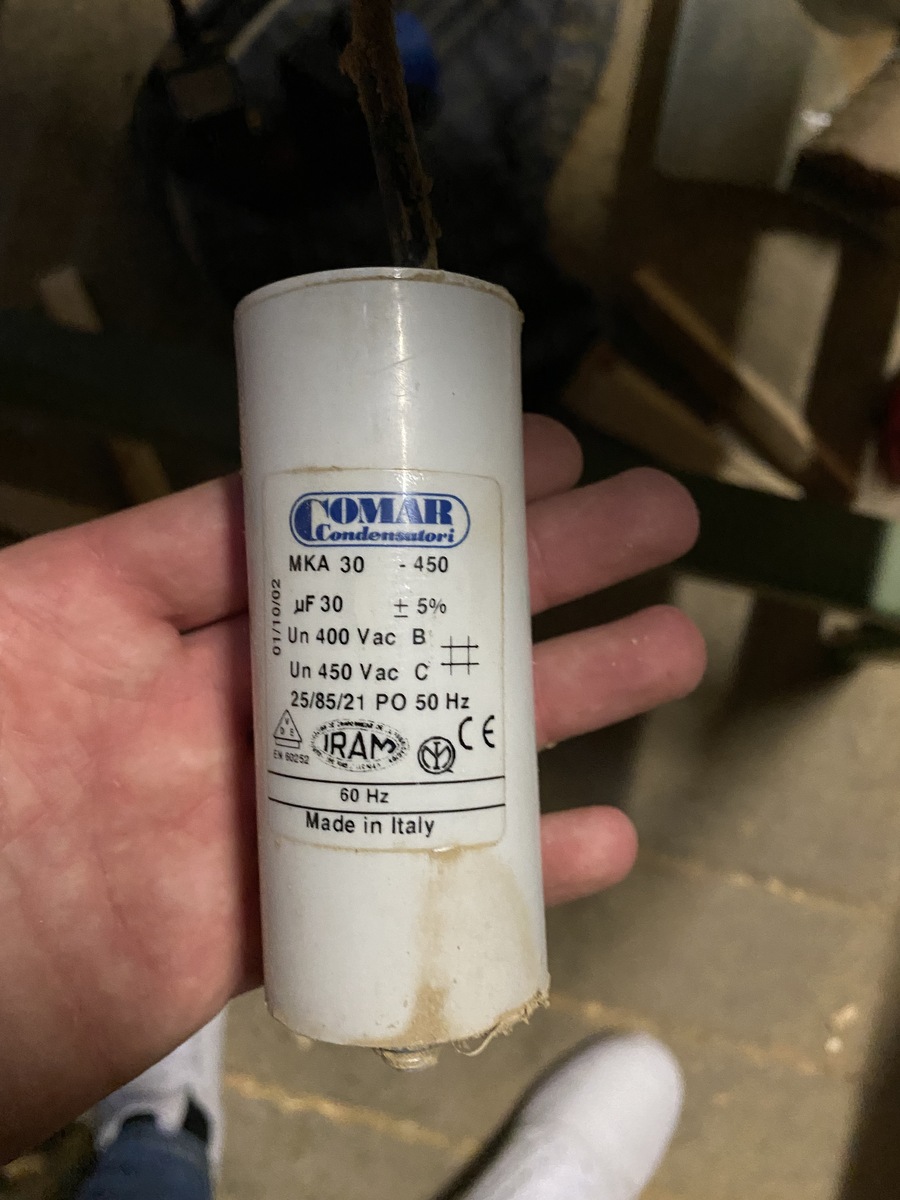 COMAR
Condensatori
MKA 30 - 450
µF 30 ± 5%
Un 400 Vac B
Un 450 Vac C
25/85/21 PO 50 Hz
01/10/02
VDE
EN 60252
IRAM
CE
60 Hz
Made in Italy